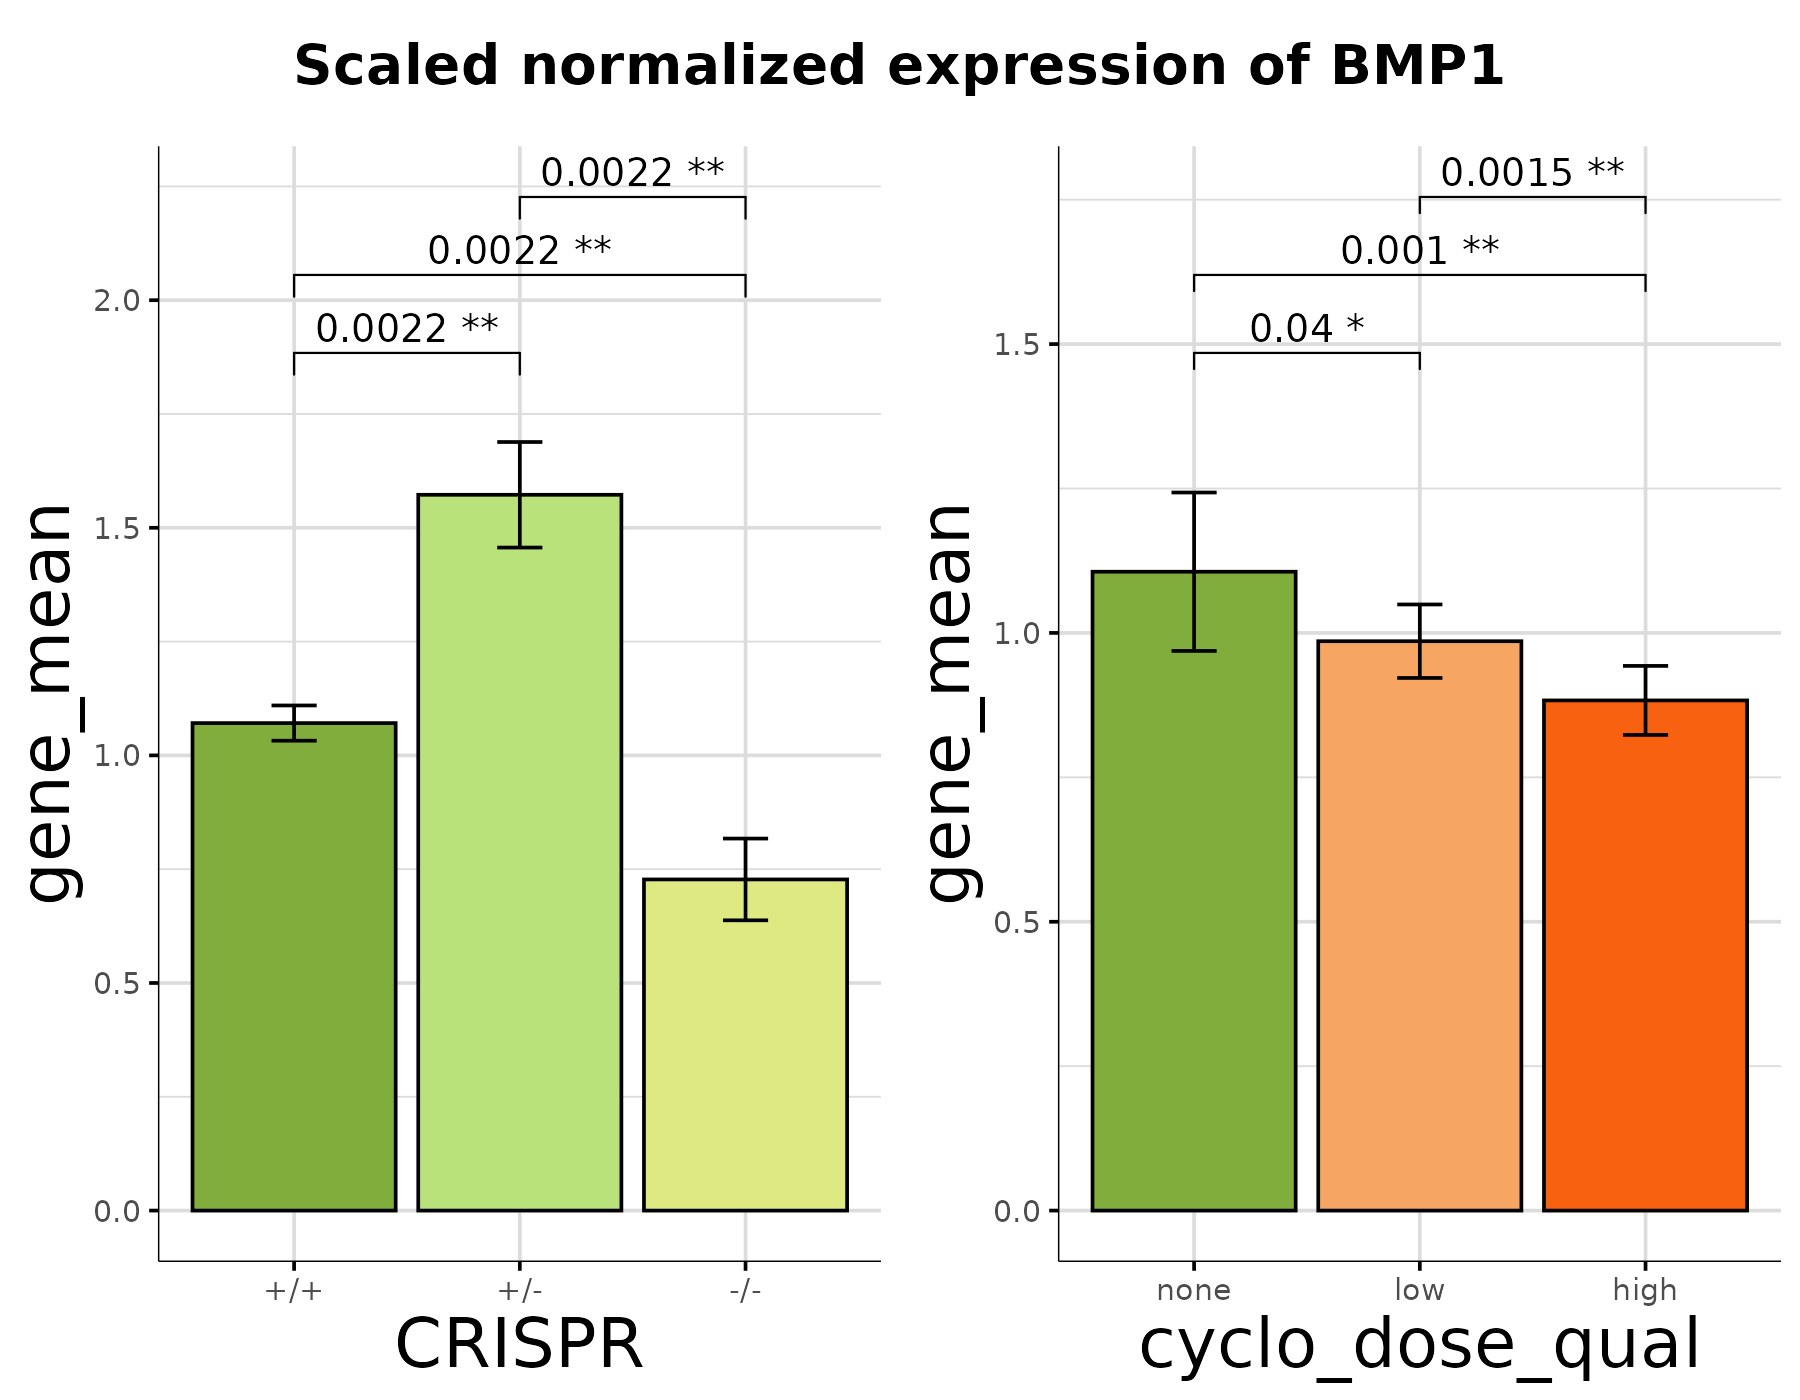 Scaled normalized expression of BMP1
gene_mean
2.0
1.5
1.0
0.5
0.0
0.0022 **
0.0022 **
0.0022 **
+/+ +/- -/-
CRISPR
gene_mean
1.5
1.0
0.5
0.0
0.0015 **
0.001 **
0.04 *
none low high
cyclo_dose_qual